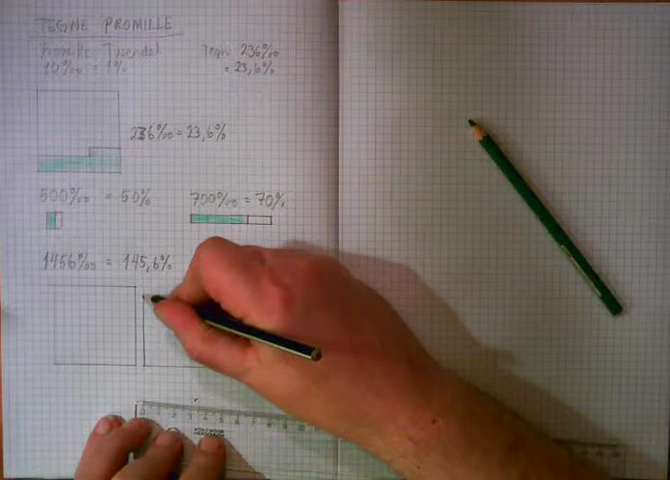 TEGNE PROMILLE
Promille Tusendel
10‰ = 1%
Tegn 236‰
= 23,6%
236‰ = 23,6%
500‰ = 50%
700‰ = 70%
1456‰ = 145,6%